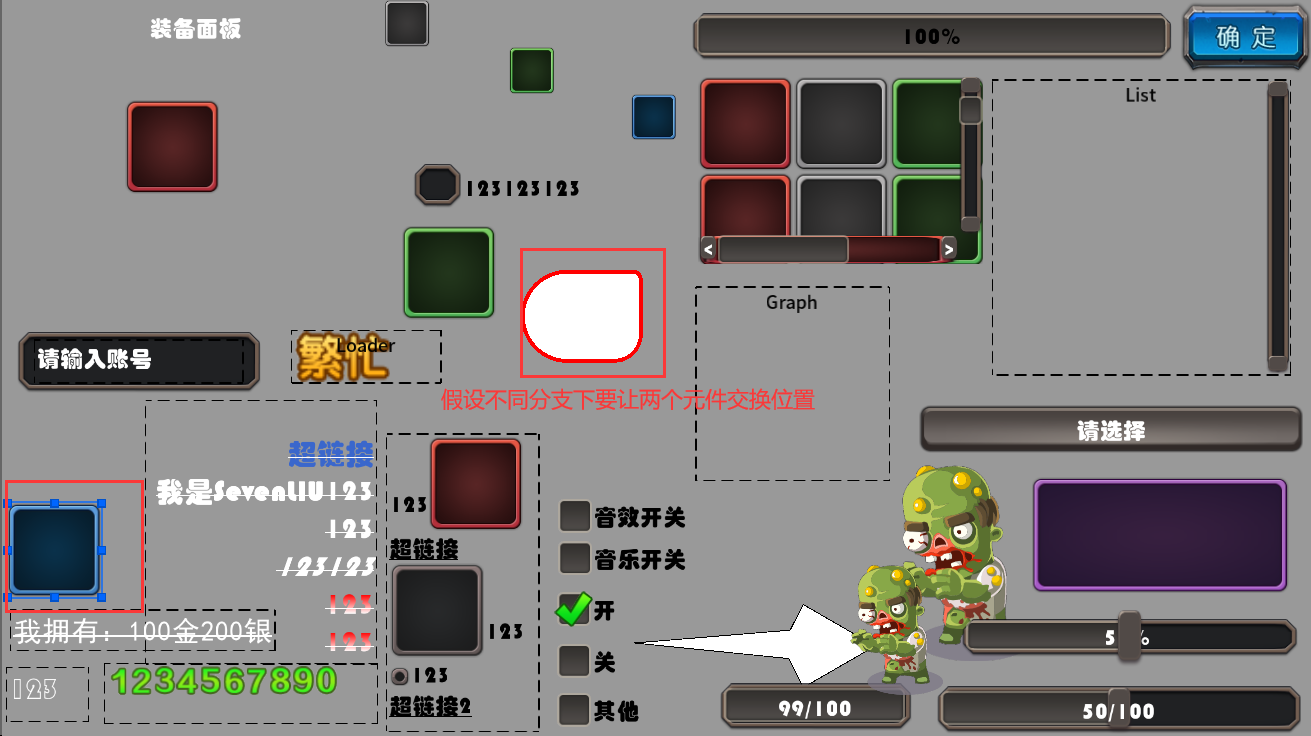 装备面板
100%
确 定
List
123123123
<
>
Graph
请输入账号
Loader
繁忙
假设不同分支下要让两个元件交换位置
请选择
超链接
我是SevenLIU123
123
123123
123
123
我拥有：100金200银
123
1234567890
123
超链接
123
123
超链接2
音效开关
音乐开关
开
关
其他
99/100
50/100